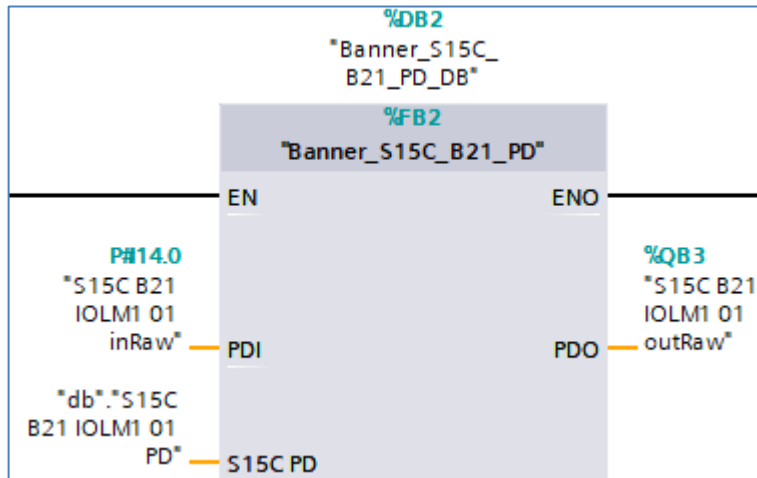 %DB2
"Banner_S15C_
B21_PD_DB"
%FB2
"Banner_S15C_B21_PD"
EN
ENO
P#I14.0
"S15C B21
IOLM1 01
inRaw"
PDI
%QB3
"S15C B21
IOLM1 01
outRaw"
PDO
"db"."S15C
B21 IOLM1 01
PD"
S15C PD